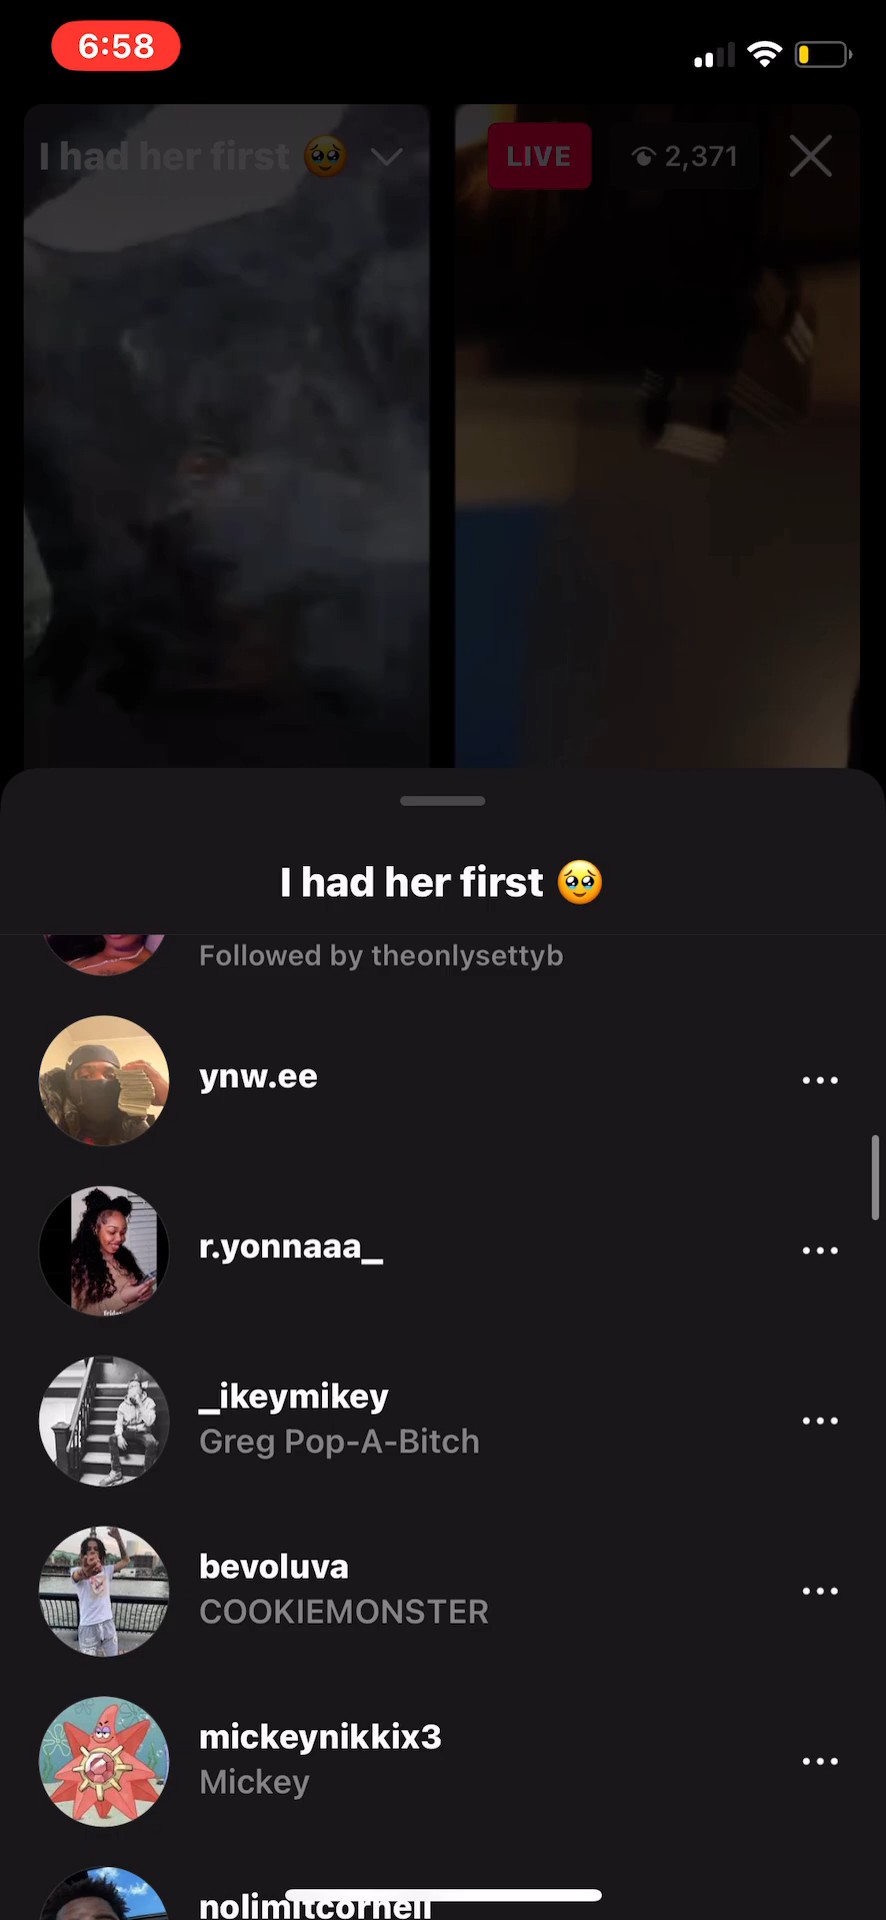 6:58
I had her first 🥹
LIVE
2,371
I had her first 🥹
Followed by theonlysettyb
ynw.ee
r.yonnaaa_
_ikeymikey
Greg Pop-A-Bitch
bevoluva
COOKIEMONSTER
mickeynikkix3
Mickey
nolimitcornell